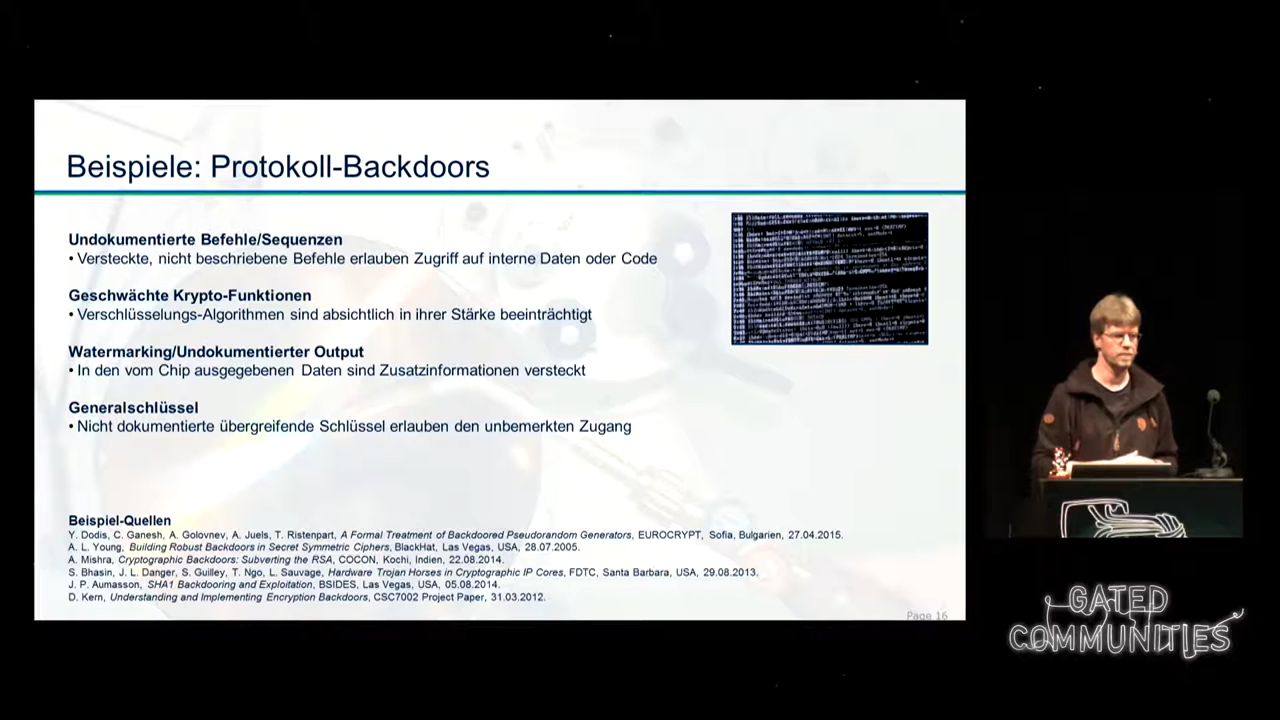 Beispiele: Protokoll-Backdoors
Undokumentierte Befehle/Sequenzen
• Versteckte, nicht beschriebene Befehle erlauben Zugriff auf interne Daten oder Code
Geschwächte Krypto-Funktionen
• Verschlüsselungs-Algorithmen sind absichtlich in ihrer Stärke beeinträchtigt
Watermarking/Undokumentierter Output
• In den vom Chip ausgegebenen Daten sind Zusatzinformationen versteckt
Generalschlüssel
• Nicht dokumentierte übergreifende Schlüssel erlauben den unbemerkten Zugang
Beispiel-Quellen
Y. Dodis, C. Ganesh, A. Golovnev, A. Juels, T. Ristenpart, A Formal Treatment of Backdoored Pseudorandom Generators, EUROCRYPT, Sofia, Bulgarien, 27.04.2015.
A. L. Young, Building Robust Backdoors in Secret Symmetric Ciphers, BlackHat, Las Vegas, USA, 28.07.2005.
A. Mishra, Cryptographic Backdoors: Subverting the RSA, COCON, Kochi, Indien, 22.08.2014.
S. Bhasin, J. L. Danger, S. Guilley, T. Ngo, L. Sauvage, Hardware Trojan Horses in Cryptographic IP Cores, FDTC, Santa Barbara, USA, 29.08.2013.
J. P. Aumasson, SHA1 Backdooring and Exploitation, BSIDES, Las Vegas, USA, 05.08.2014.
D. Kern, Understanding and Implementing Encryption Backdoors, CSC7002 Project Paper, 31.03.2012.
Page 16
GATED
COMMUNITIES